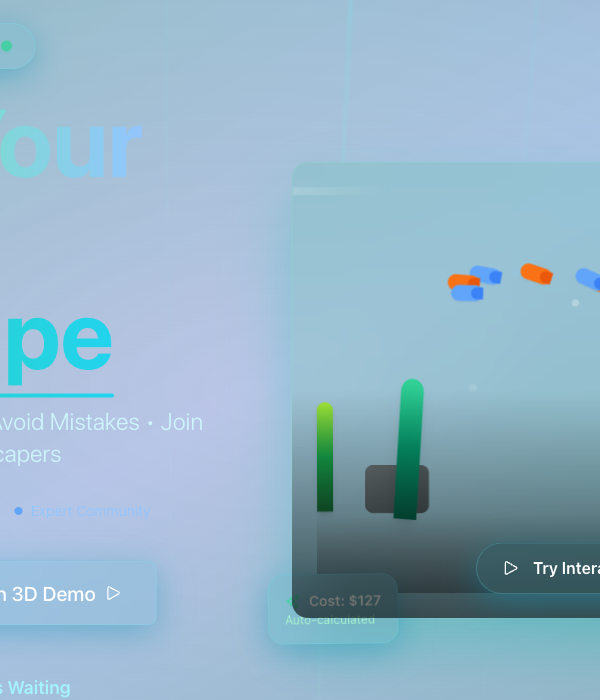 Your
pe
Avoid Mistakes • Join
capers
Expert Community
n 3D Demo
Try Intera
Cost: $127
Auto-calculated
s Waiting